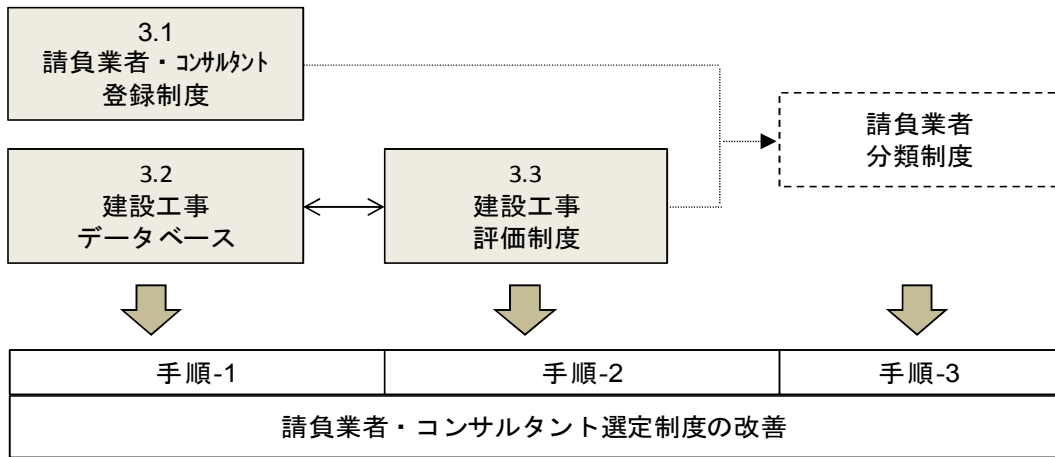 3.1
請負業者・コンサルタント
登録制度
請負業者
分類制度
3.2
建設工事
データベース
3.3
建設工事
評価制度
手順-1
手順-2
手順-3
請負業者・コンサルタント選定制度の改善